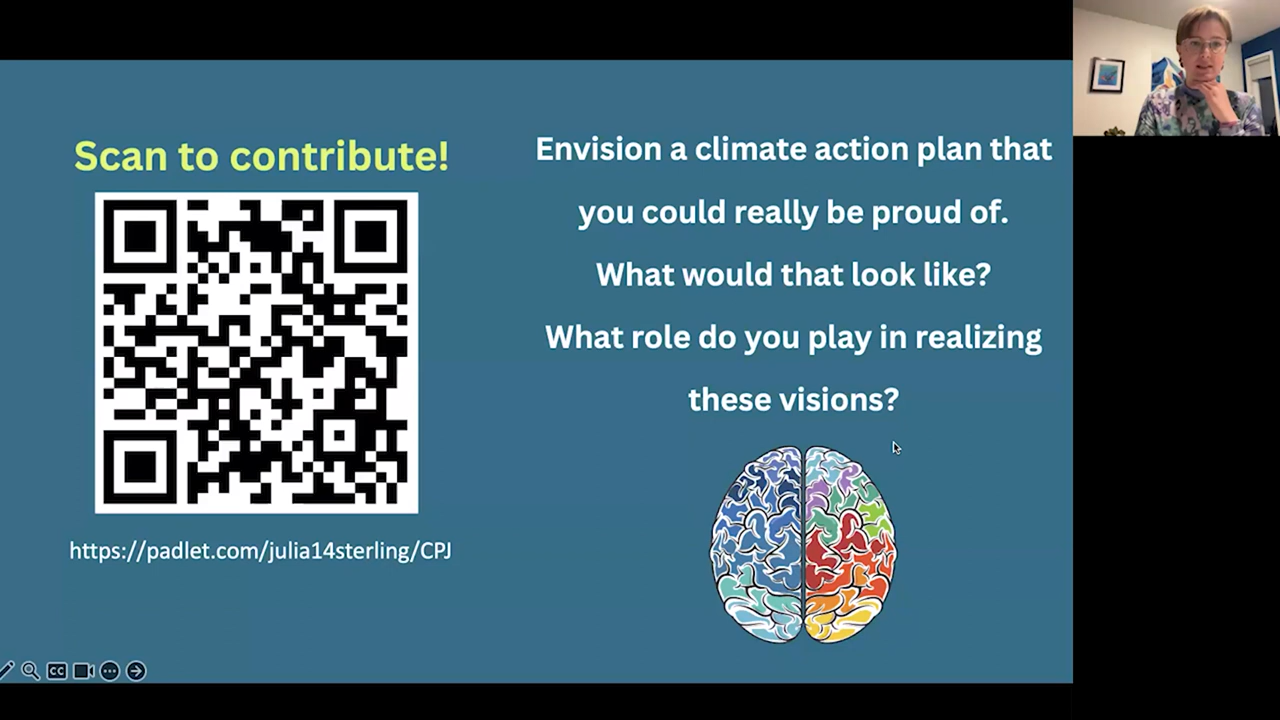 Scan to contribute!
https://padlet.com/julia14sterling/CPJ
Envision a climate action plan that
you could really be proud of.
What would that look like?
What role do you play in realizing
these visions?
CC